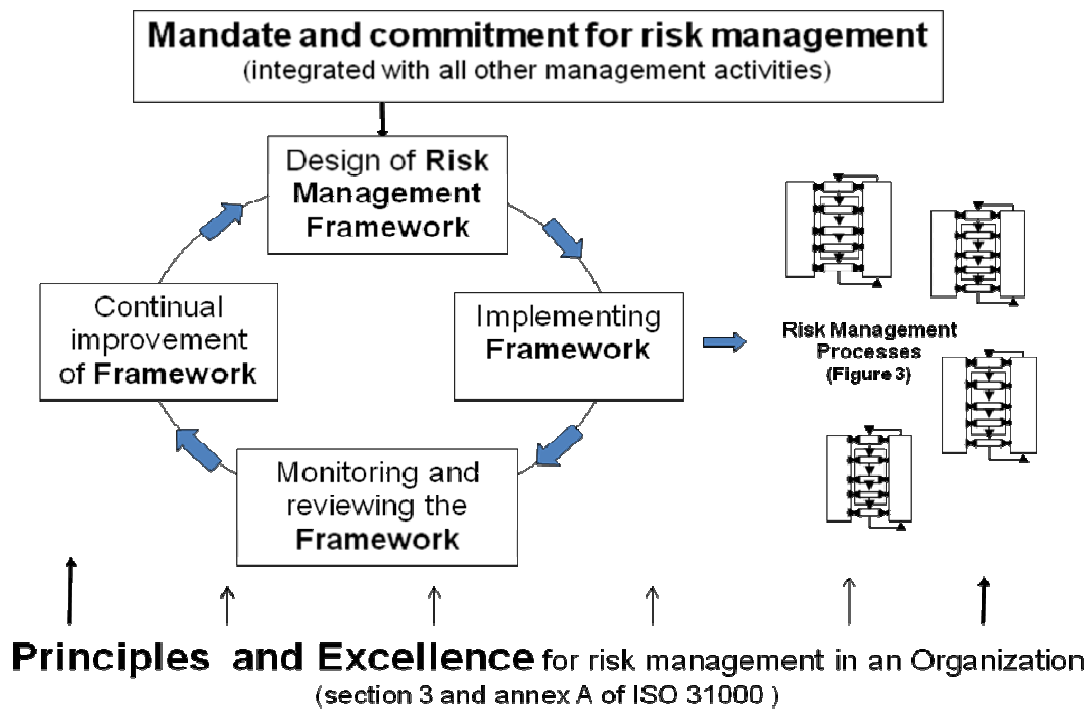 Mandate and commitment for risk management
(integrated with all other management activities)
Design of Risk
Management
Framework
Continual
improvement
of Framework
Implementing
Framework
Risk Management
Processes
(Figure 3)
Monitoring and
reviewing the
Framework
Principles and Excellence for risk management in an Organization
(section 3 and annex A of ISO 31000 )